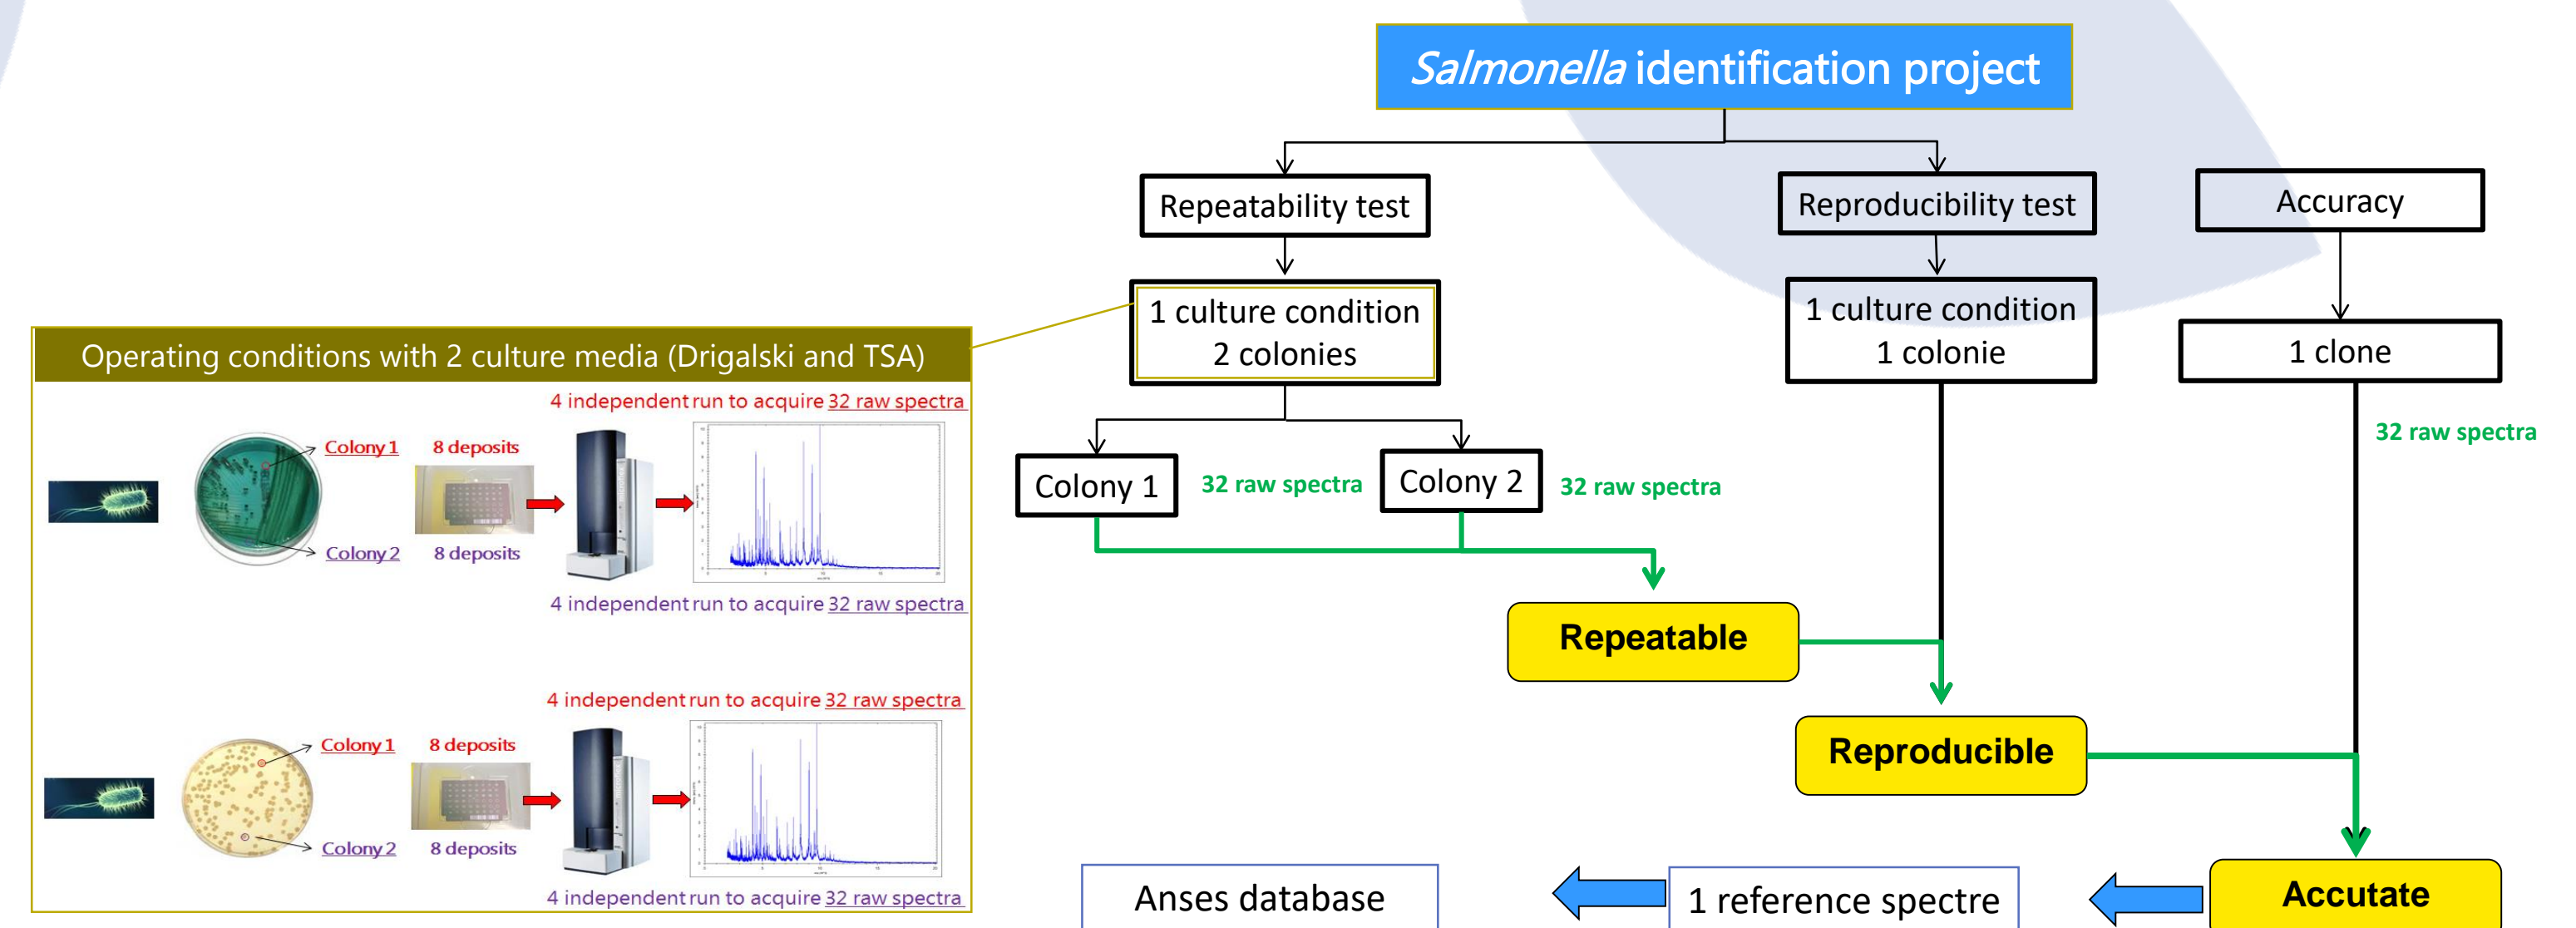 Salmonella identification project
Repeatability test
Reproducibility test
Accuracy
1 culture condition
2 colonies
1 culture condition
1 colonie
1 clone
32 raw spectra
Colony 1
32 raw spectra
Colony 2
32 raw spectra
Repeatable
Reproducible
Accutate
1 reference spectre
Anses database
Operating conditions with 2 culture media (Drigalski and TSA)
4 independent run to acquire 32 raw spectra
Colony 1
8 deposits
Colony 2
8 deposits
4 independent run to acquire 32 raw spectra
4 independent run to acquire 32 raw spectra
Colony 1
8 deposits
Colony 2
8 deposits
4 independent run to acquire 32 raw spectra